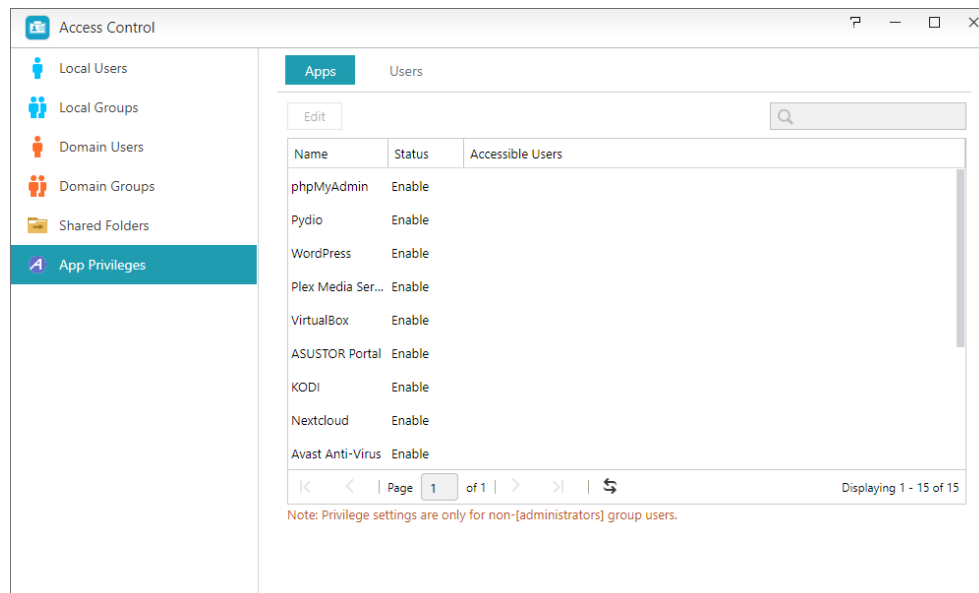 Access Control
Local Users
Local Groups
Domain Users
Domain Groups
Shared Folders
App Privileges
Apps Users
Edit
Name Status Accessible Users
phpMyAdmin Enable
Pydio Enable
WordPress Enable
Plex Media Ser... Enable
VirtualBox Enable
ASUSTOR Portal Enable
KODI Enable
Nextcloud Enable
Avast Anti-Virus Enable
Page 1 of 1 Displaying 1 - 15 of 15
Note: Privilege settings are only for non-[administrators] group users.